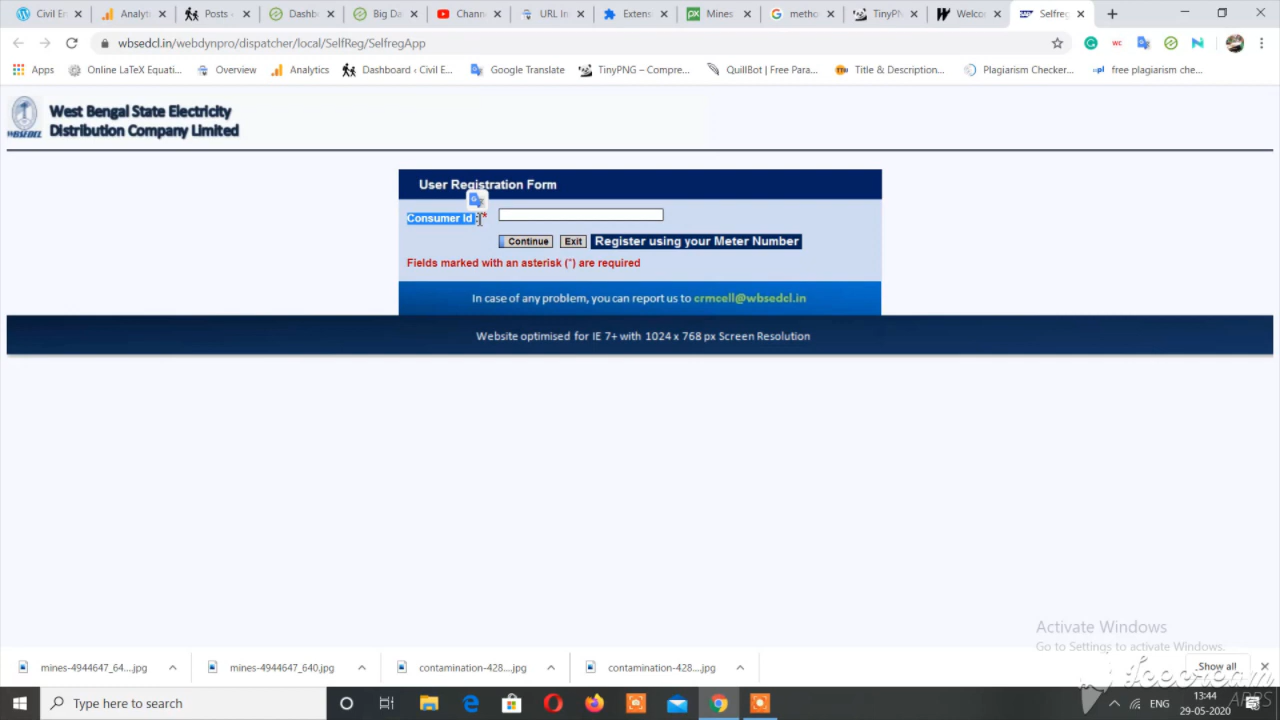 Civil En
Analyti
Posts ‹
Dashbo
Big Da
Chann
URL In
Extens
Mines
metho
TinyPN
Welco
Selfreg
wbsedcl.in/webdynpro/dispatcher/local/SelfReg/SelfregApp
Apps
Online LaTeX Equati...
Overview
Analytics
Dashboard ‹ Civil E...
Google Translate
TinyPNG – Compre...
QuillBot | Free Para...
Title & Description...
Plagiarism Checker...
free plagiarism che...
WBSEDCL
West Bengal State Electricity
Distribution Company Limited
User Registration Form
Consumer Id :*
Continue
Exit
Register using your Meter Number
Fields marked with an asterisk (*) are required
In case of any problem, you can report us to crmcell@wbsedcl.in
Website optimised for IE 7+ with 1024 x 768 px Screen Resolution
Activate Windows
Go to Settings to activate Windows.
mines-4944647_64....jpg
mines-4944647_640.jpg
contamination-428....jpg
contamination-428....jpg
Show all
Icecream
APPS
Type here to search
ENG
13:44
29-05-2020